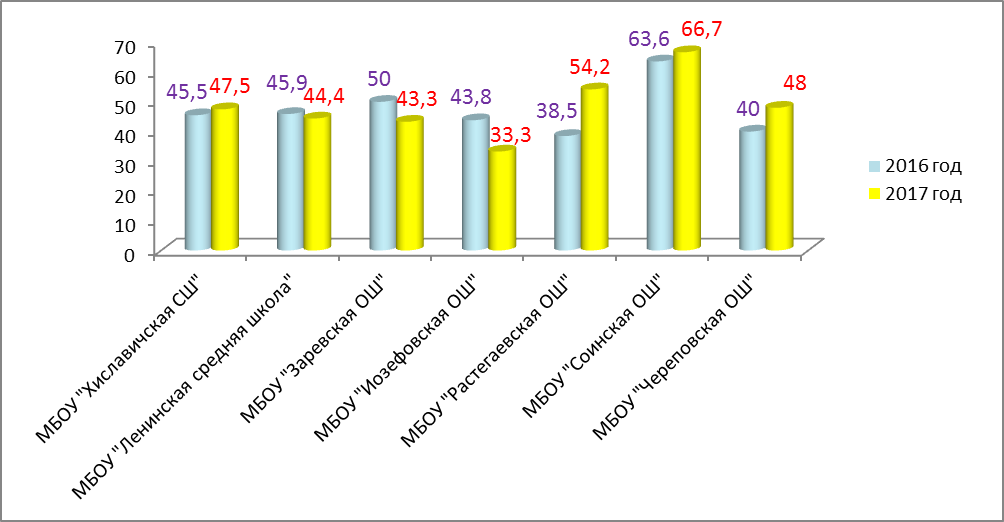 70
60
50
40
30
20
10
0
45,5
47,5
45,9
44,4
50
43,3
43,8
33,3
38,5
54,2
63,6
66,7
40
48
МБОУ "Хиславичская СШ"
МБОУ "Ленинская средняя школа"
МБОУ "Заревская ОШ"
МБОУ "Иозефовская ОШ"
МБОУ "Растегаевская ОШ"
МБОУ "Соинская ОШ"
МБОУ "Череповская ОШ"
2016 год
2017 год